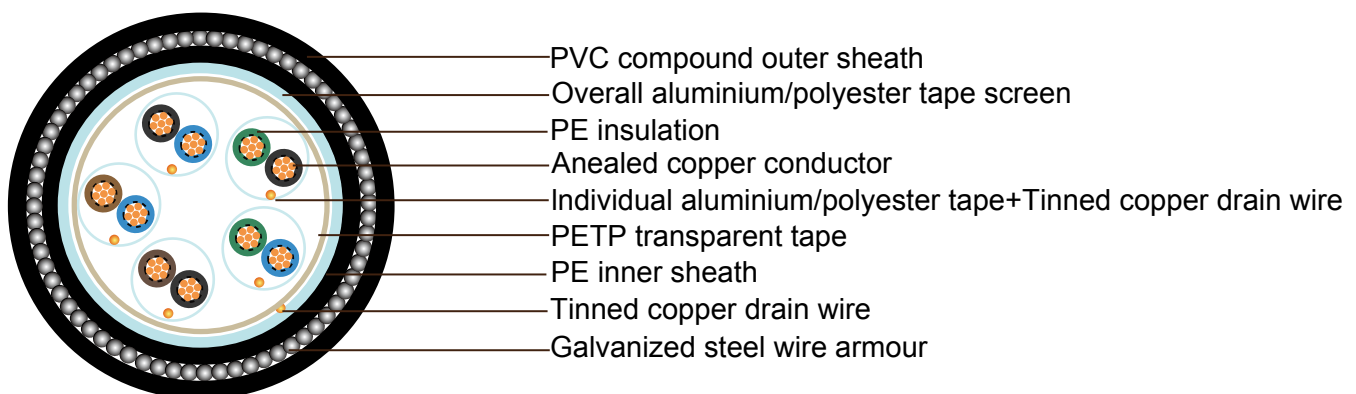 PVC compound outer sheath
Overall aluminium/polyester tape screen
PE insulation
Anealed copper conductor
Individual aluminium/polyester tape+Tinned copper drain wire
PETP transparent tape
PE inner sheath
Tinned copper drain wire
Galvanized steel wire armour